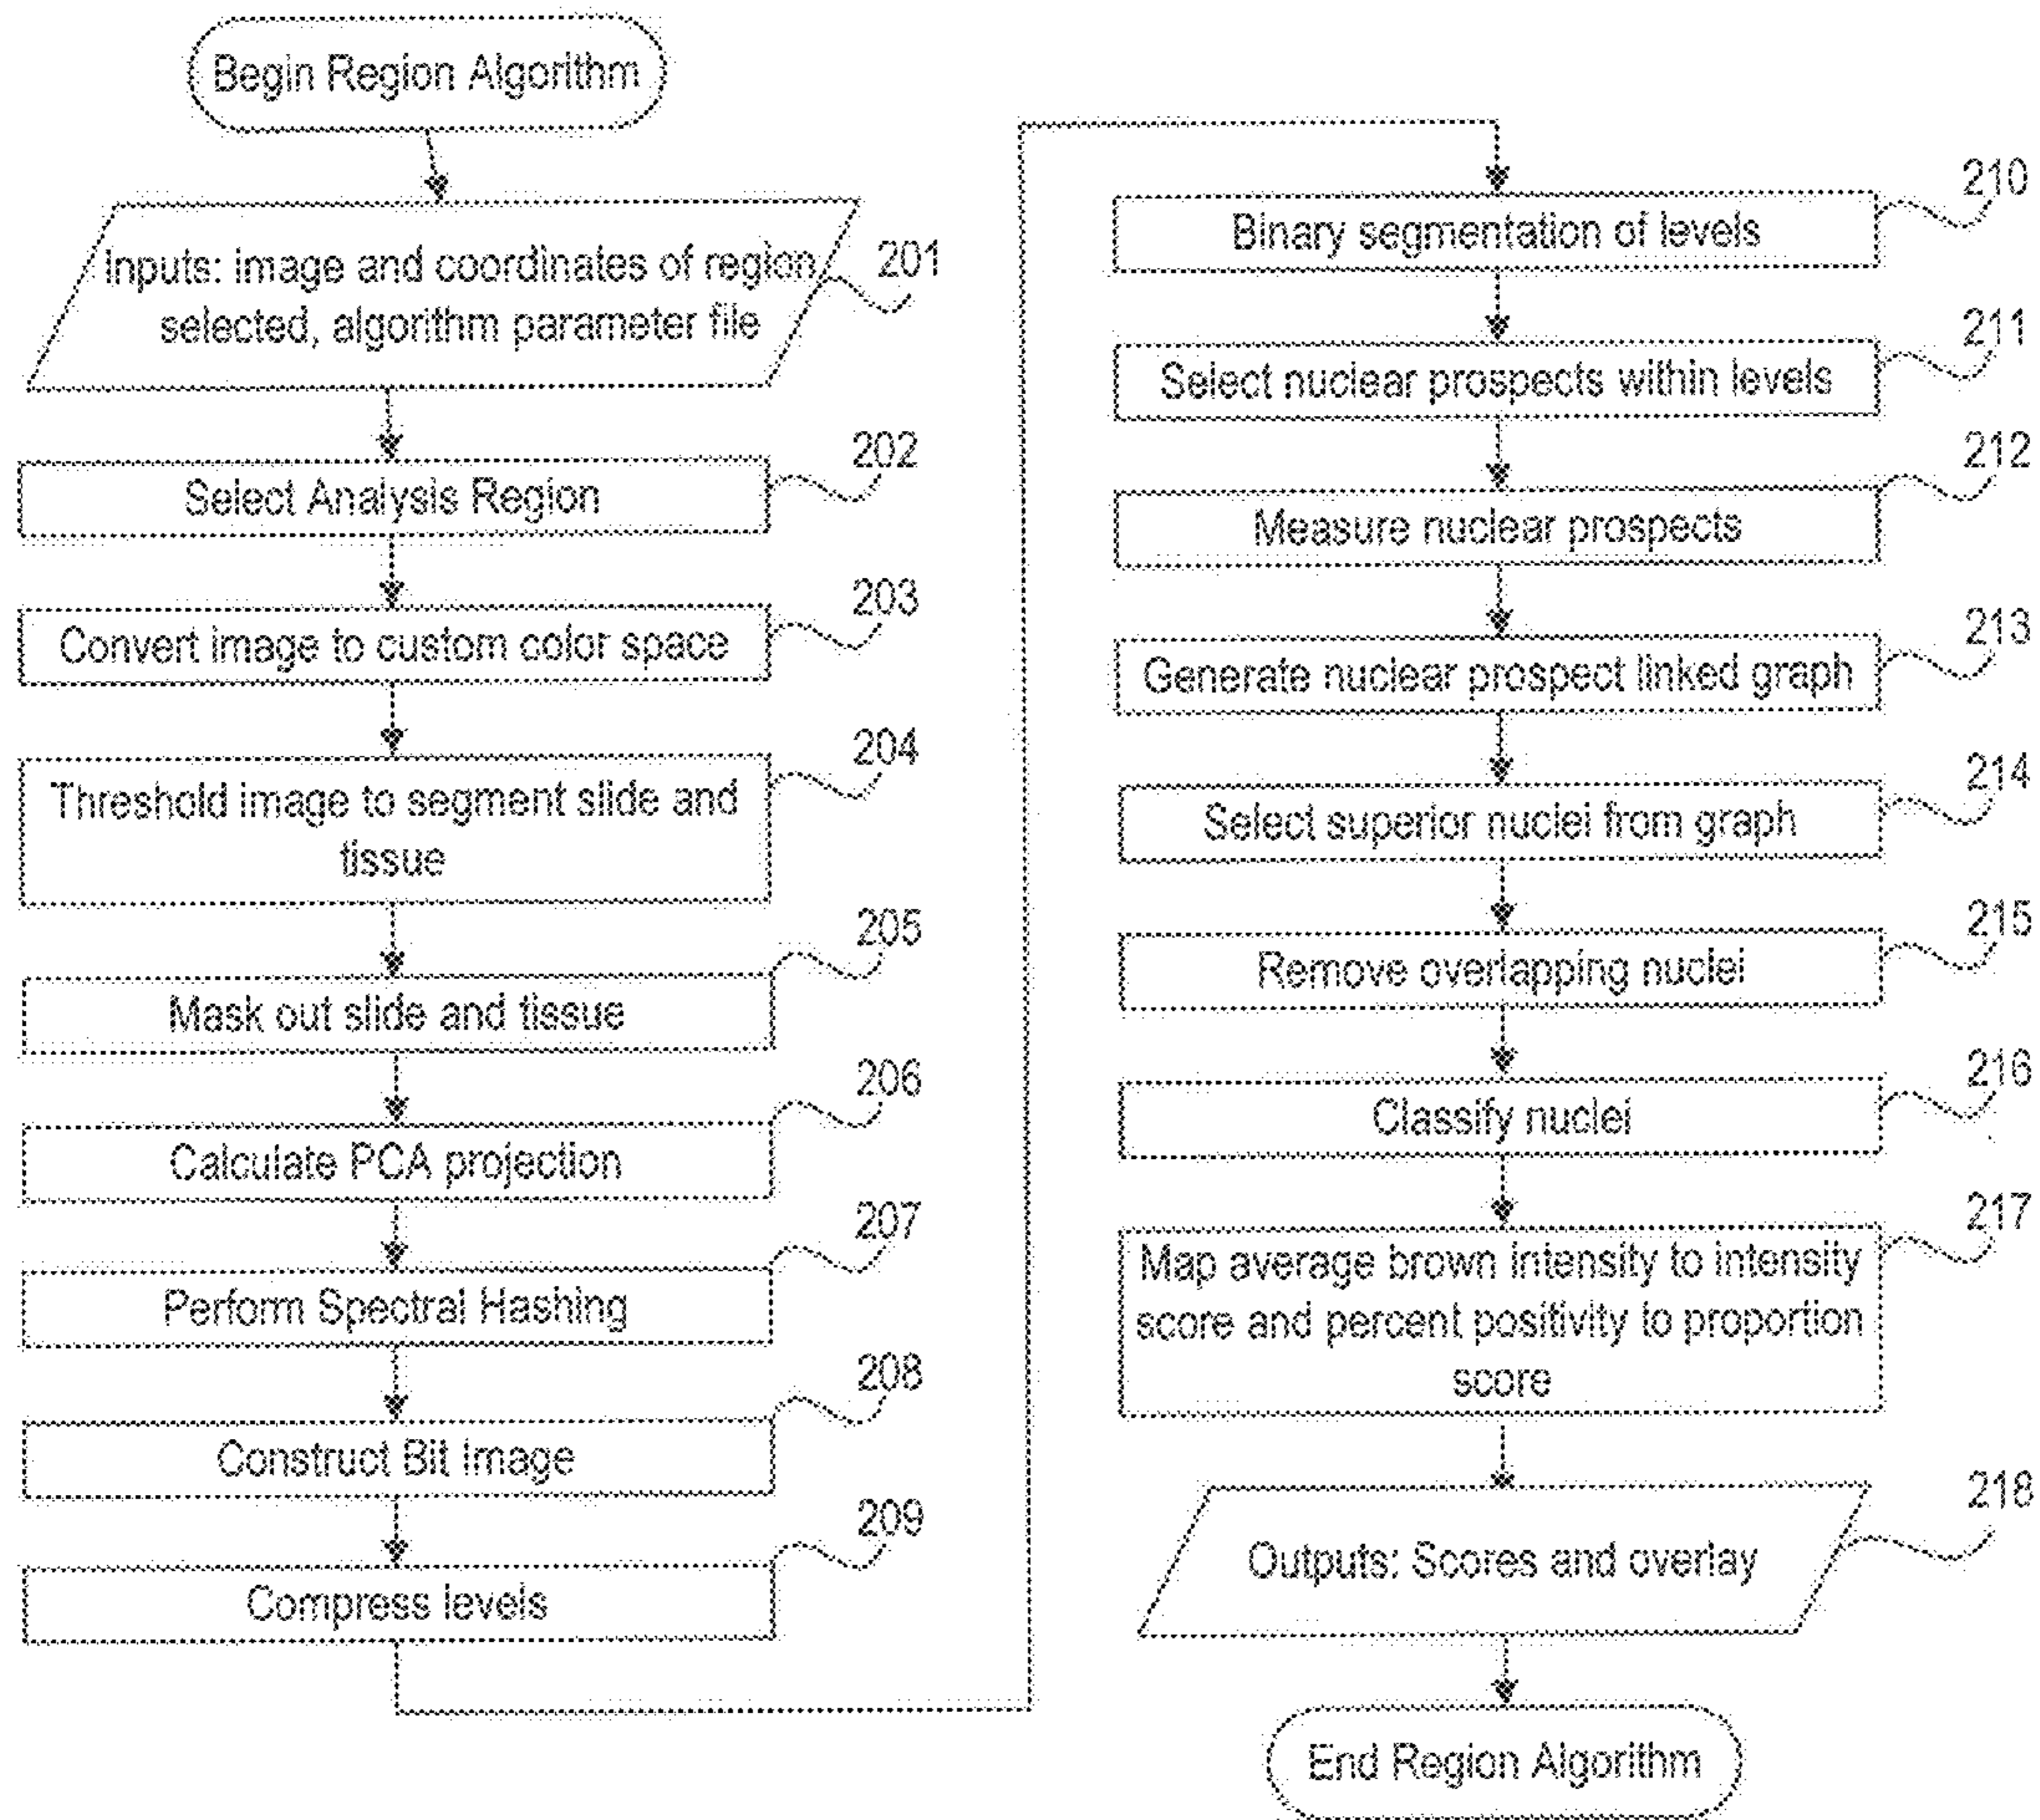 Begin Region Algorithm
Inputs: image and coordinates of region
selected, algorithm parameter file
201
Select Analysis Region
202
Convert image to custom color space
203
Threshold image to segment slide and
tissue
204
Mask out slide and tissue
205
Calculate PCA projection
206
Perform Spectral Hashing
207
Construct Bit Image
208
Compress levels
209
Binary segmentation of levels
210
Select nuclear prospects within levels
211
Measure nuclear prospects
212
Generate nuclear prospect linked graph
213
Select superior nuclei from graph
214
Remove overlapping nuclei
215
Classify nuclei
216
Map average brown intensity to intensity
score and percent positivity to proportion
score
217
Outputs: Scores and overlay
218
End Region Algorithm